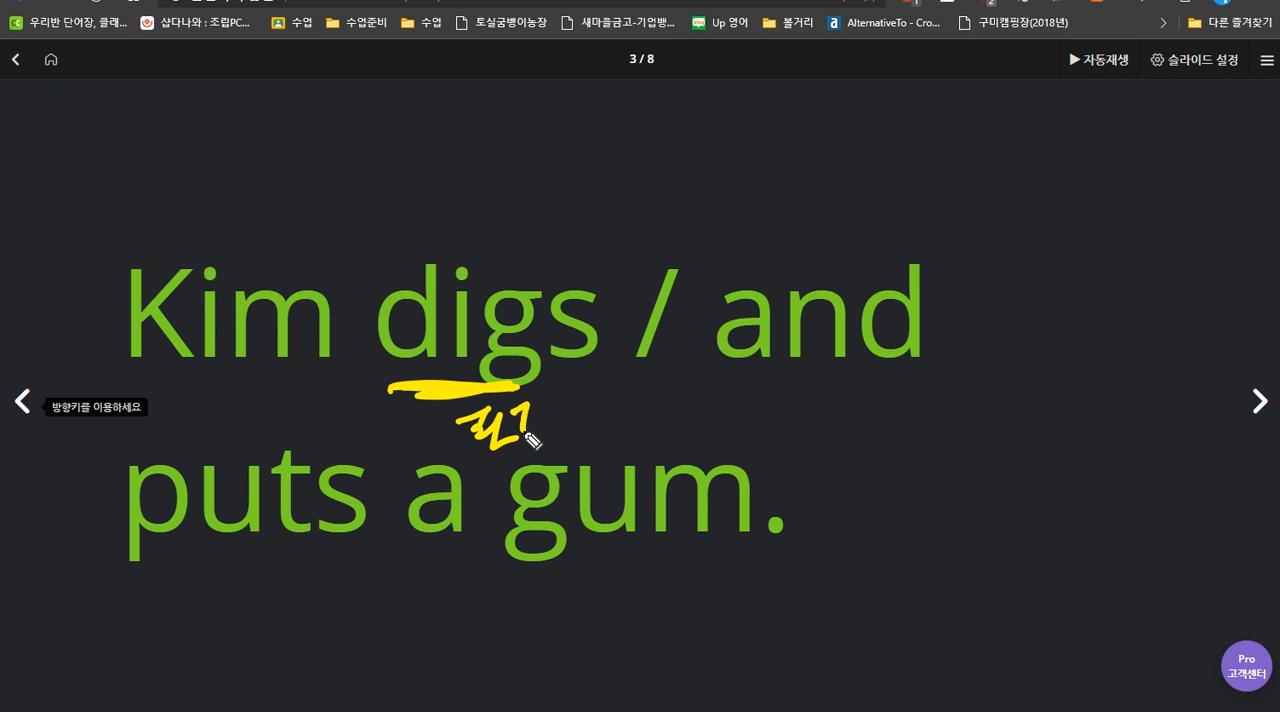 우리반 단어장, 클래... 샵다나와 : 조립PC... 수업 수업준비 수업 토실굼벵이농장 새마을금고-기업뱅... Up 영어 볼거리 AlternativeTo - Cro... 구미캠핑장(2018년) 다른 즐겨찾기
3 / 8 자동재생 슬라이드 설정
Kim digs / and
방향키를 이용하세요
puts a gum.
Pro
고객센터